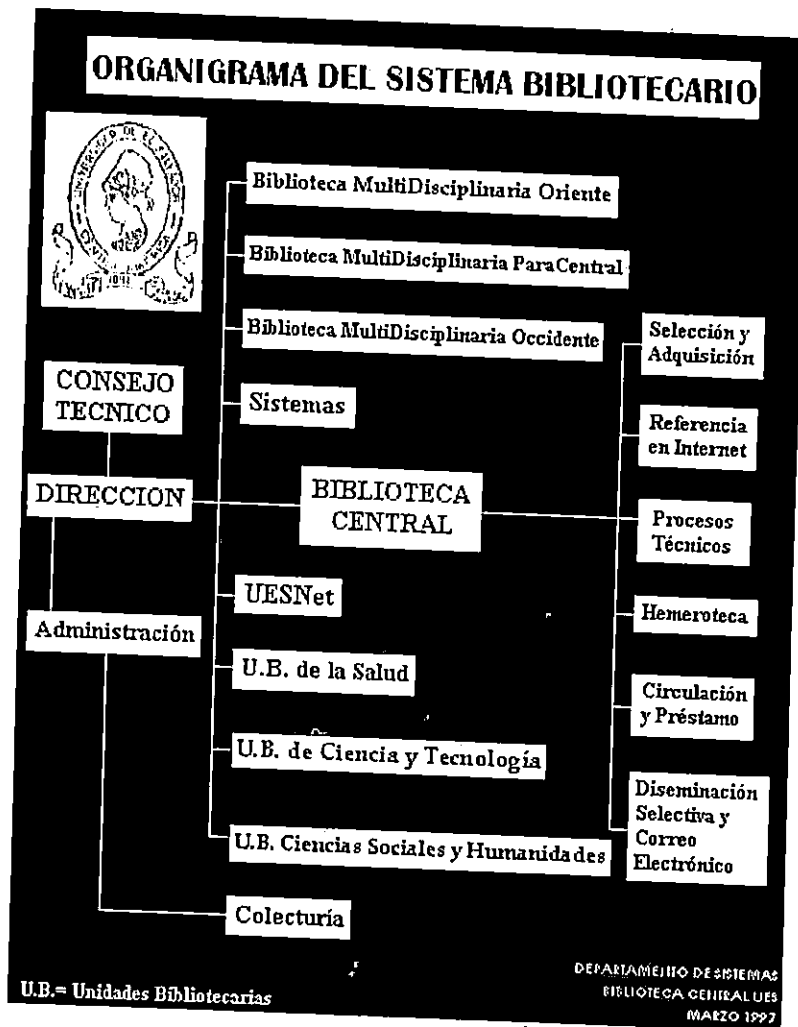 ORGANIGRAMA DEL SISTEMA BIBLIOTECARIO
Biblioteca MultiDisciplinaria Oriente
Biblioteca MultiDisciplinaria ParaCentral
Biblioteca MultiDisciplinaria Occidente
Sistemas
CONSEJO
TECNICO
DIRECCION
BIBLIOTECA
CENTRAL
Administración
UESNet
U.B. de la Salud
U.B. de Ciencia y Tecnología
U.B. Ciencias Sociales y Humanidades
Colecturía
Selección y
Adquisición
Referencia
en Internet
Procesos
Técnicos
Hemeroteca
Circulación
y Préstamo
Diseminación
Selectiva y
Correo
Electrónico
U.B.= Unidades Bibliotecarias
DEPARTAMENTO DE SISTEMAS
BIBLIOTECA CENTRAL UES
MARZO 1997